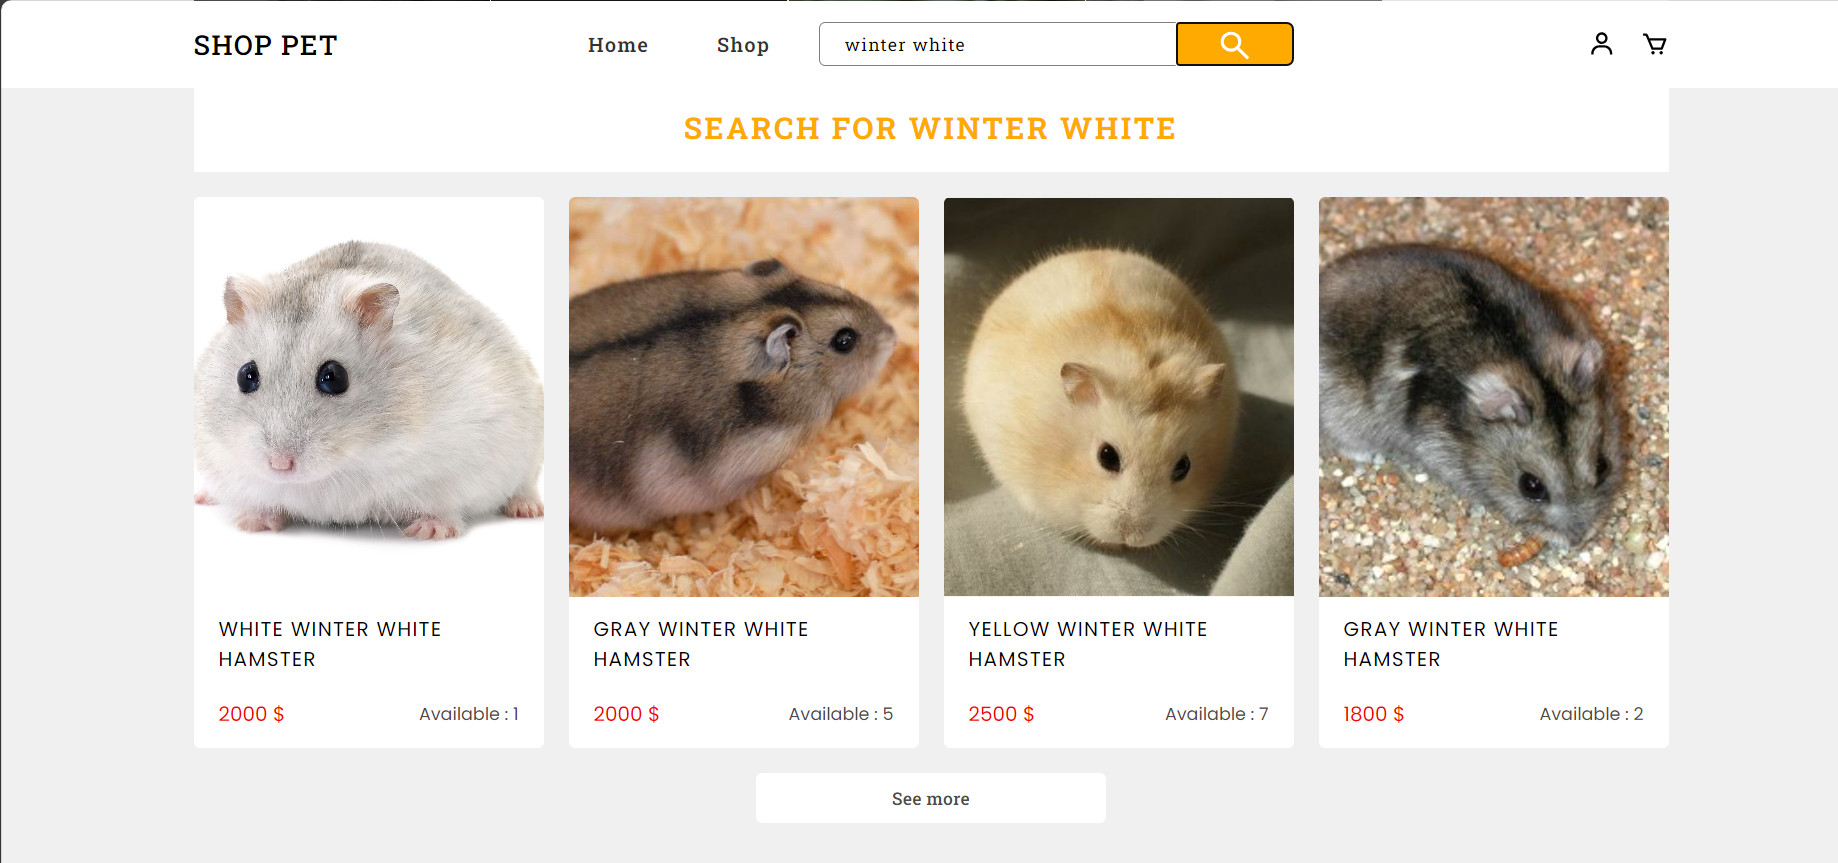 SHOP PET
Home
Shop
winter white
SEARCH FOR WINTER WHITE
WHITE WINTER WHITE
HAMSTER
2000 $
Available : 1
GRAY WINTER WHITE
HAMSTER
2000 $
Available : 5
YELLOW WINTER WHITE
HAMSTER
2500 $
Available : 7
GRAY WINTER WHITE
HAMSTER
1800 $
Available : 2
See more